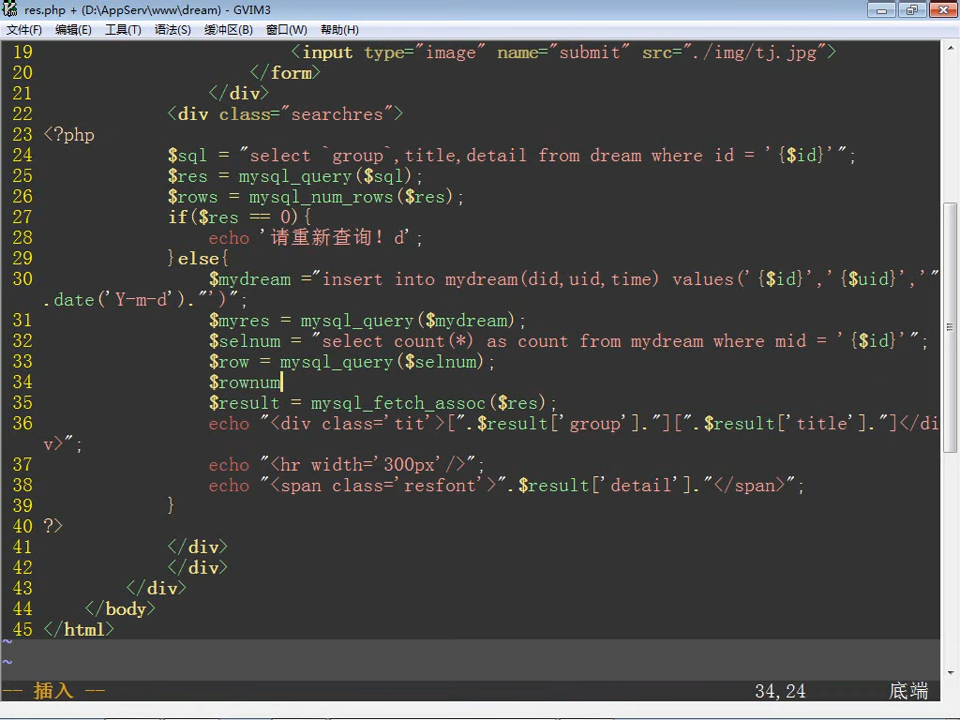 res.php + (D:\AppServ\www\dream) - GVIM3
文件(F) 编辑(E) 工具(T) 语法(S) 缓冲区(B) 窗口(W) 帮助(H)
19 <input type="image" name="submit" src="./img/tj.jpg">
20 </form>
21 </div>
22 <div class="searchres">
23 <?php
24 $sql = "select `group`,title,detail from dream where id = '{$id}'";
25 $res = mysql_query($sql);
26 $rows = mysql_num_rows($res);
27 if($res == 0){
28 echo '请重新查询！d';
29 }else{
30 $mydream ="insert into mydream(did,uid,time) values('{$id}','{$uid}','"
.date('Y-m-d')."')";
31 $myres = mysql_query($mydream);
32 $selnum = "select count(*) as count from mydream where mid = '{$id}'";
33 $row = mysql_query($selnum);
34 $rownum
35 $result = mysql_fetch_assoc($res);
36 echo "<div class='tit'>[".$result['group']."][".$result['title']."]</di
v>";
37 echo "<hr width='300px'/>";
38 echo "<span class='resfont'>".$result['detail']."</span>";
39 }
40 ?>
41 </div>
42 </div>
43 </div>
44 </body>
45 </html>
~
~
-- 插入 -- 34,24 底端